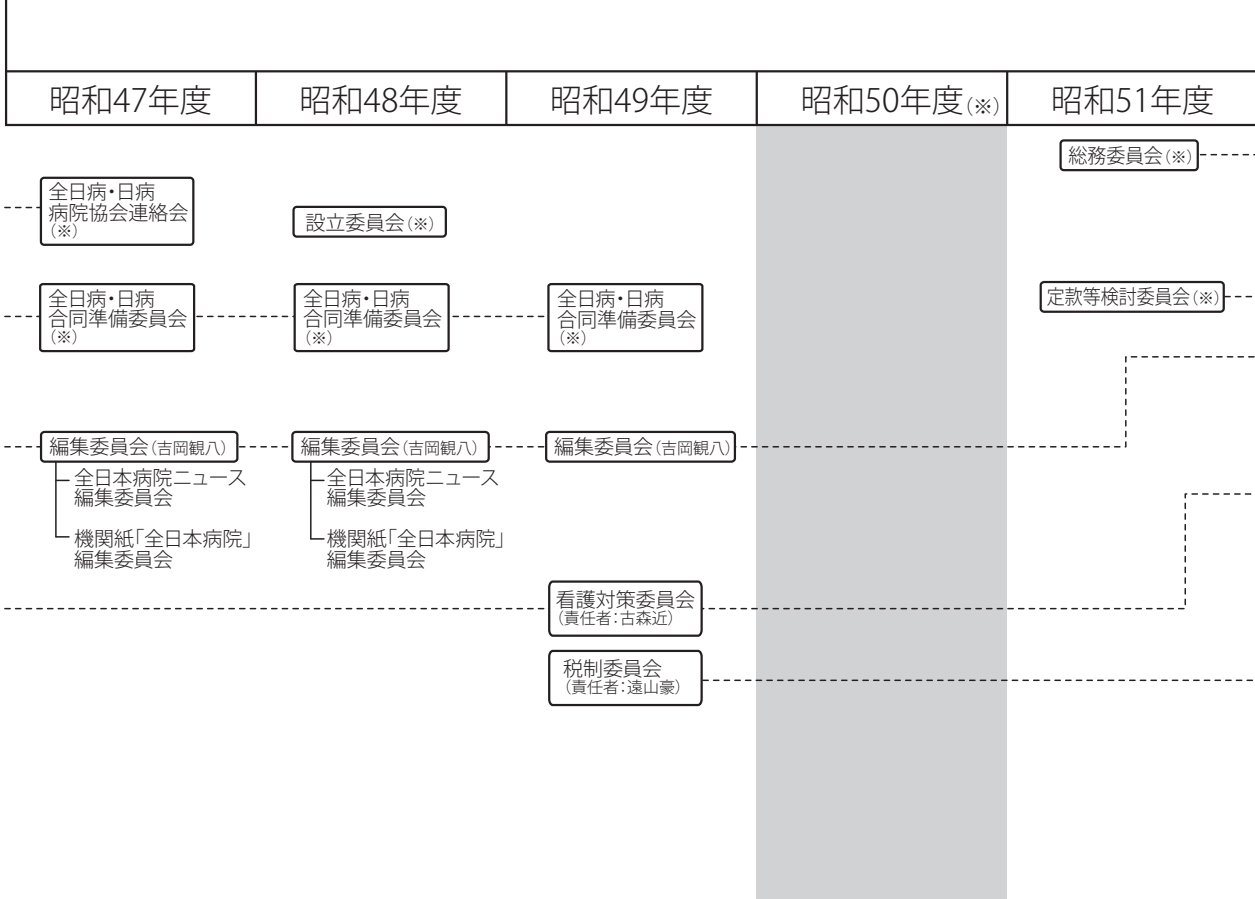 昭和47年度
昭和48年度
昭和49年度
昭和50年度(※)
昭和51年度
総務委員会(※)
全日病・日病
病院協会連絡会
(※)
設立委員会(※)
全日病・日病
合同準備委員会
(※)
全日病・日病
合同準備委員会
(※)
全日病・日病
合同準備委員会
(※)
定款等検討委員会(※)
編集委員会(吉岡観八)
全日本病院ニュース
編集委員会
機関紙「全日本病院」
編集委員会
編集委員会(吉岡観八)
全日本病院ニュース
編集委員会
機関紙「全日本病院」
編集委員会
編集委員会(吉岡観八)
看護対策委員会
(責任者:古森近)
税制委員会
(責任者:遠山豪)